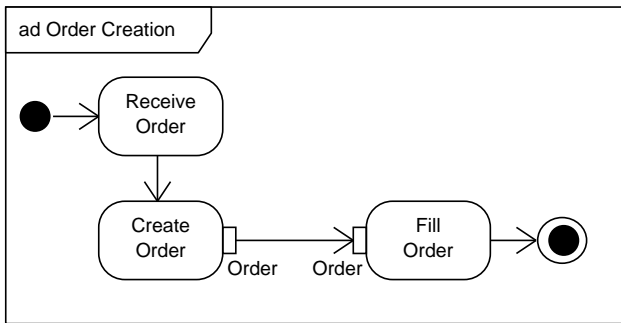 ad Order Creation
Receive
Order
Create
Order
Order
Order
Fill
Order